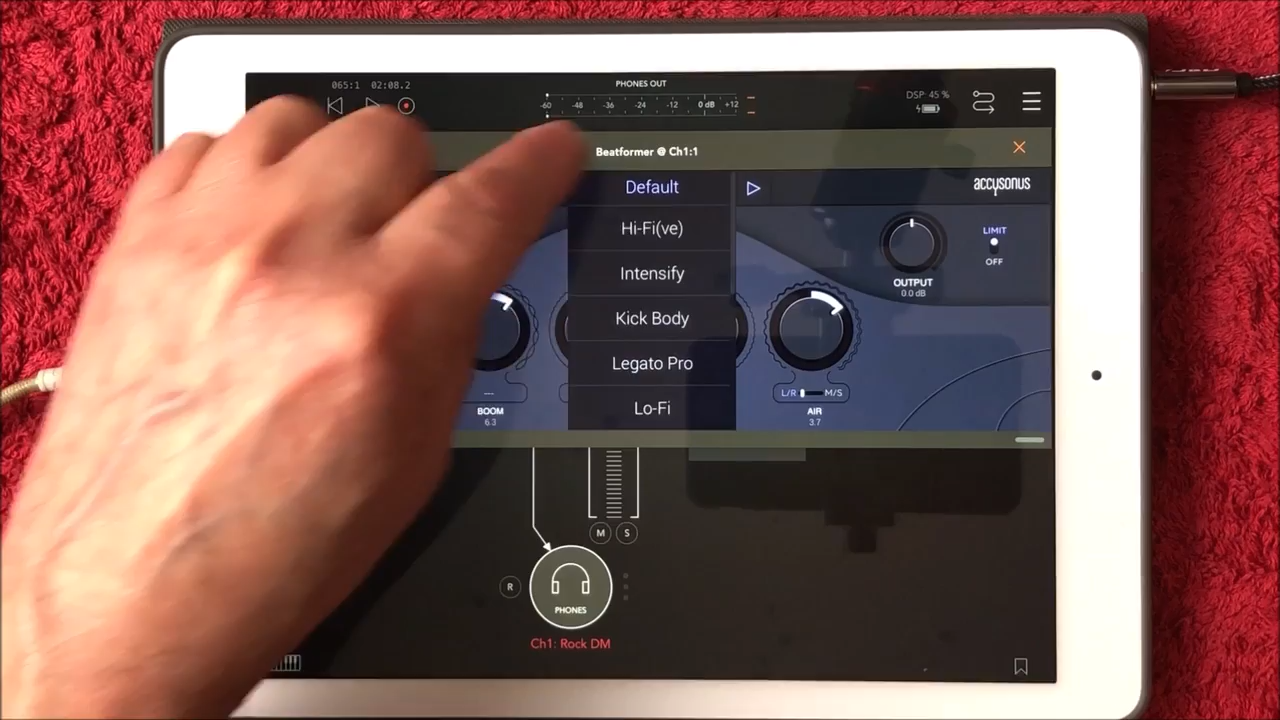 065:1 02:08.2
PHONES OUT
-60 -48 -36 -24 -12 0 dB +12
DSP: 45 %
Beatformer @ Ch1:1
Default
Hi-Fi(ve)
Intensify
Kick Body
Legato Pro
Lo-Fi
accusonus
LIMIT
OFF
OUTPUT
0.0 dB
---
BOOM
6.3
L/R M/S
AIR
3.7
M S
R
PHONES
Ch1: Rock DM